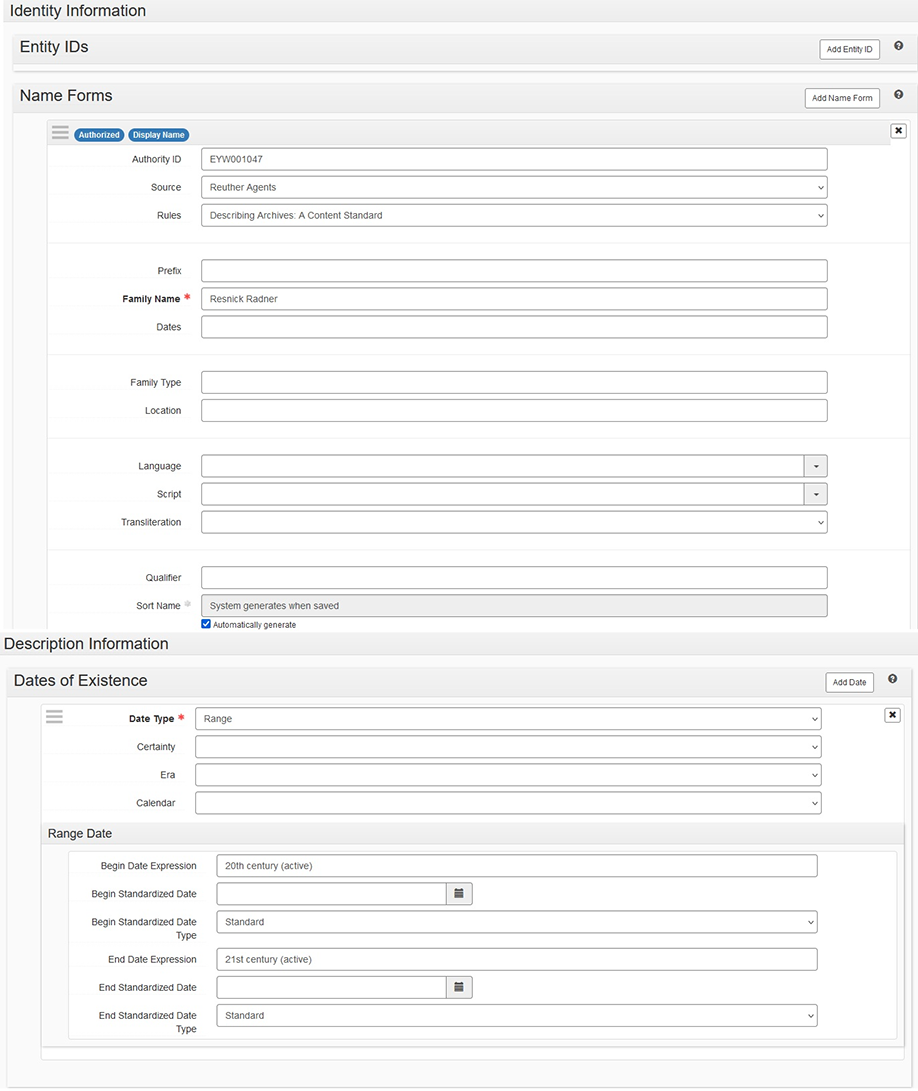 Identity Information
Entity IDs
Add Entity ID
Name Forms
Add Name Form
Authorized Display Name
Authority ID EYW001047
Source Reuther Agents
Rules Describing Archives: A Content Standard
Prefix
Family Name * Resnick Radner
Dates
Family Type
Location
Language
Script
Transliteration
Qualifier
Sort Name System generates when saved
Automatically generate
Description Information
Dates of Existence
Add Date
Date Type * Range
Certainty
Era
Calendar
Range Date
Begin Date Expression 20th century (active)
Begin Standardized Date
Begin Standardized Date
Type
Standard
End Date Expression 21st century (active)
End Standardized Date
End Standardized Date
Type
Standard